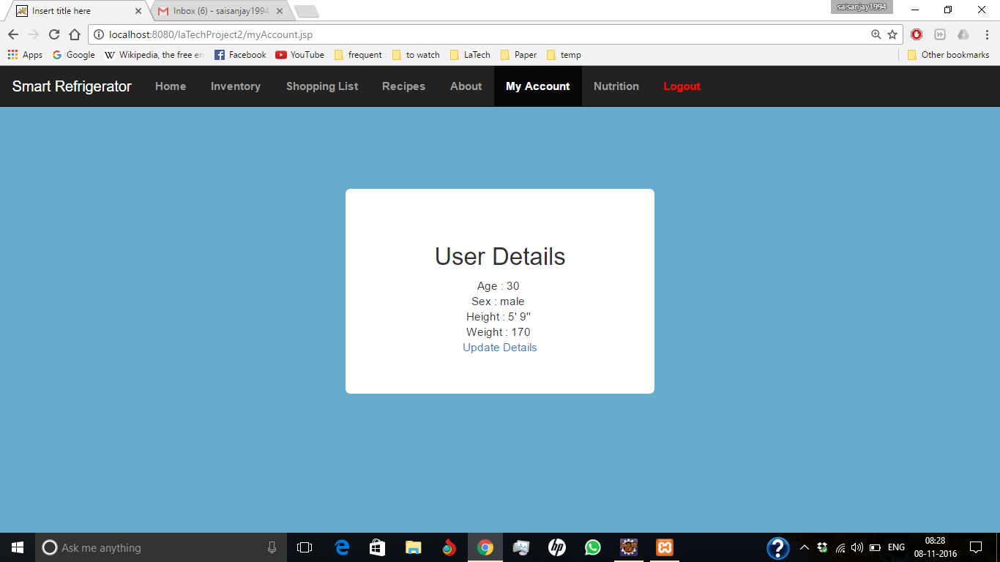 Insert title here
Inbox (6) - saisanjay1994
saisanjay1994
localhost:8080/laTechProject2/myAccount.jsp
Apps Google Wikipedia, the free en Facebook YouTube frequent to watch LaTech Paper temp Other bookmarks
Smart Refrigerator Home Inventory Shopping List Recipes About My Account Nutrition Logout
User Details
Age : 30
Sex : male
Height : 5' 9"
Weight : 170
Update Details
Ask me anything
hp
ENG
08:28
08-11-2016